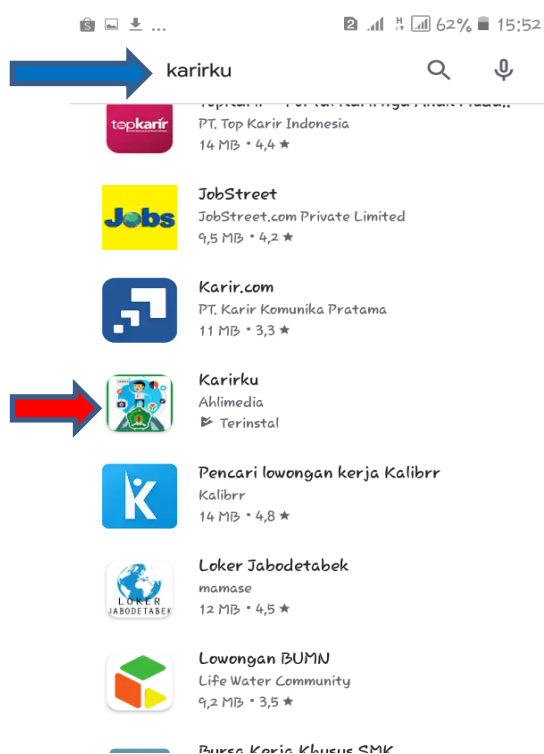 62% 15:52
karirku
topkarir
PT. Top Karir Indonesia
14 MB • 4,4 ★
Jobs
JobStreet
JobStreet.com Private Limited
9,5 MB • 4,2 ★
Karir.com
PT. Karir Komunika Pratama
11 MB • 3,3 ★
Karirku
Ahlimedia
Terinstal
Pencari lowongan kerja Kalibrr
Kalibrr
14 MB • 4,8 ★
LOKER
JABODETABEK
Loker Jabodetabek
mamase
12 MB • 4,5 ★
Lowongan BUMN
Life Water Community
9,2 MB • 3,5 ★
Bursa Kerja Khusus SMK